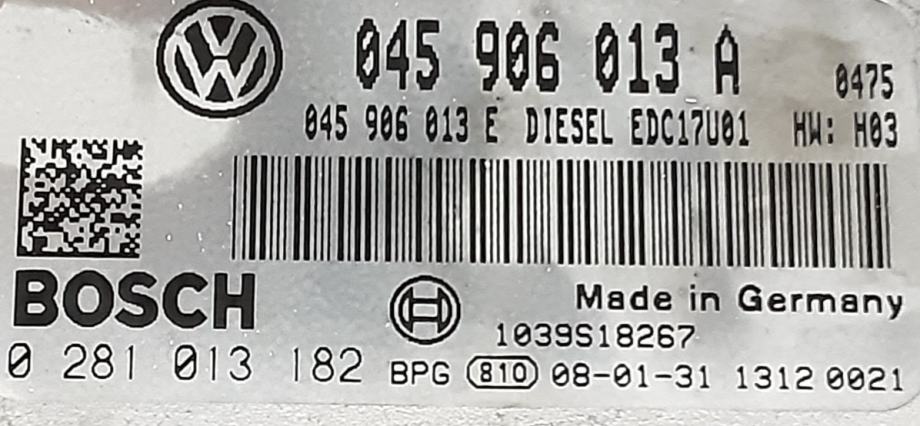 045 906 013 A 0475
045 906 013 E DIESEL EDC17U01 HW: H03
BOSCH
Made in Germany
1039S18267
0 281 013 182 BPG 810 08-01-31 1312 0021